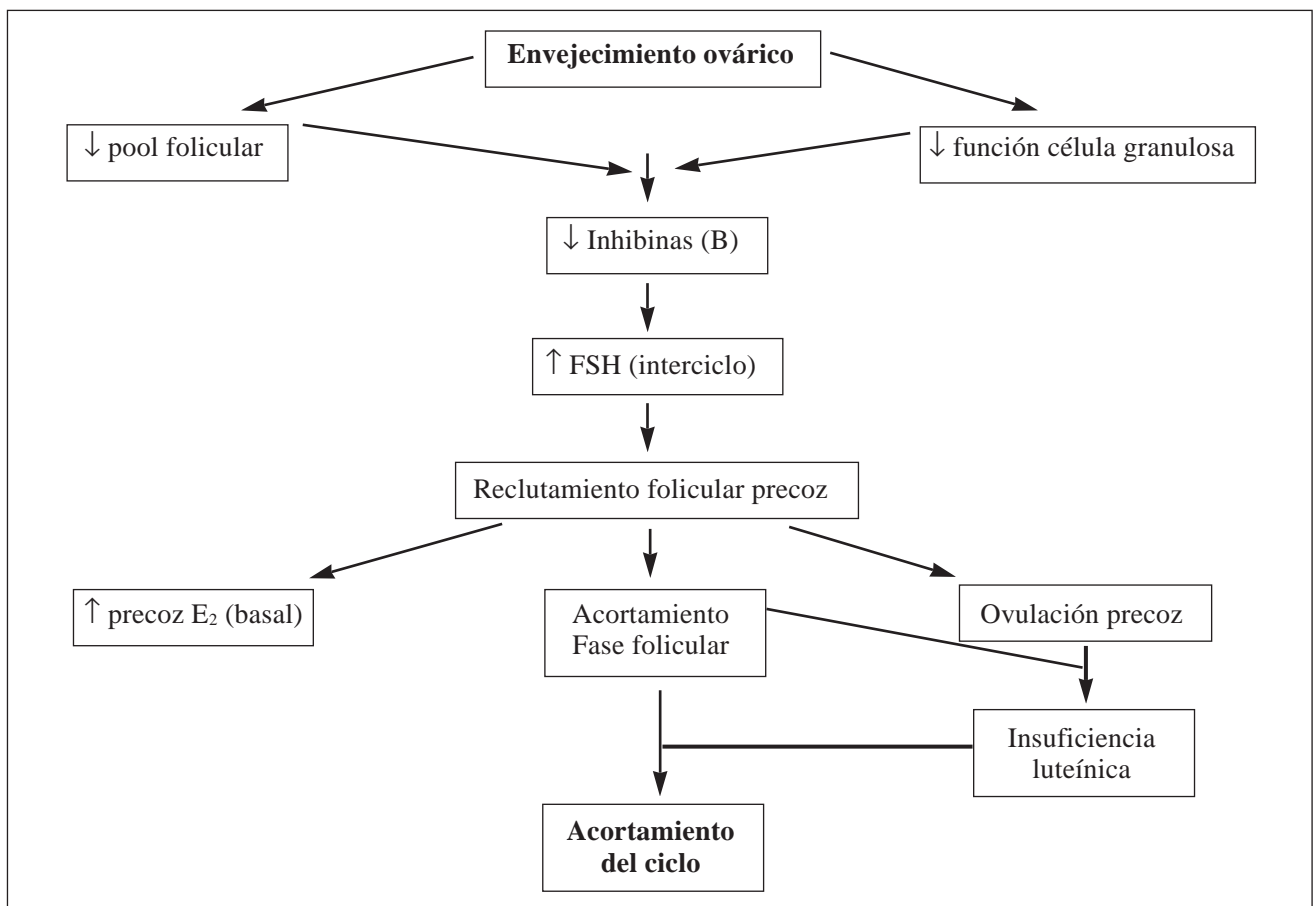 Envejecimiento ovárico
↓ pool folicular
↓ función célula granulosa
↓ Inhibinas (B)
↑ FSH (interciclo)
Reclutamiento folicular precoz
↑ precoz E₂ (basal)
Acortamiento
Fase folicular
Ovulación precoz
Insuficiencia
luteínica
Acortamiento
del ciclo